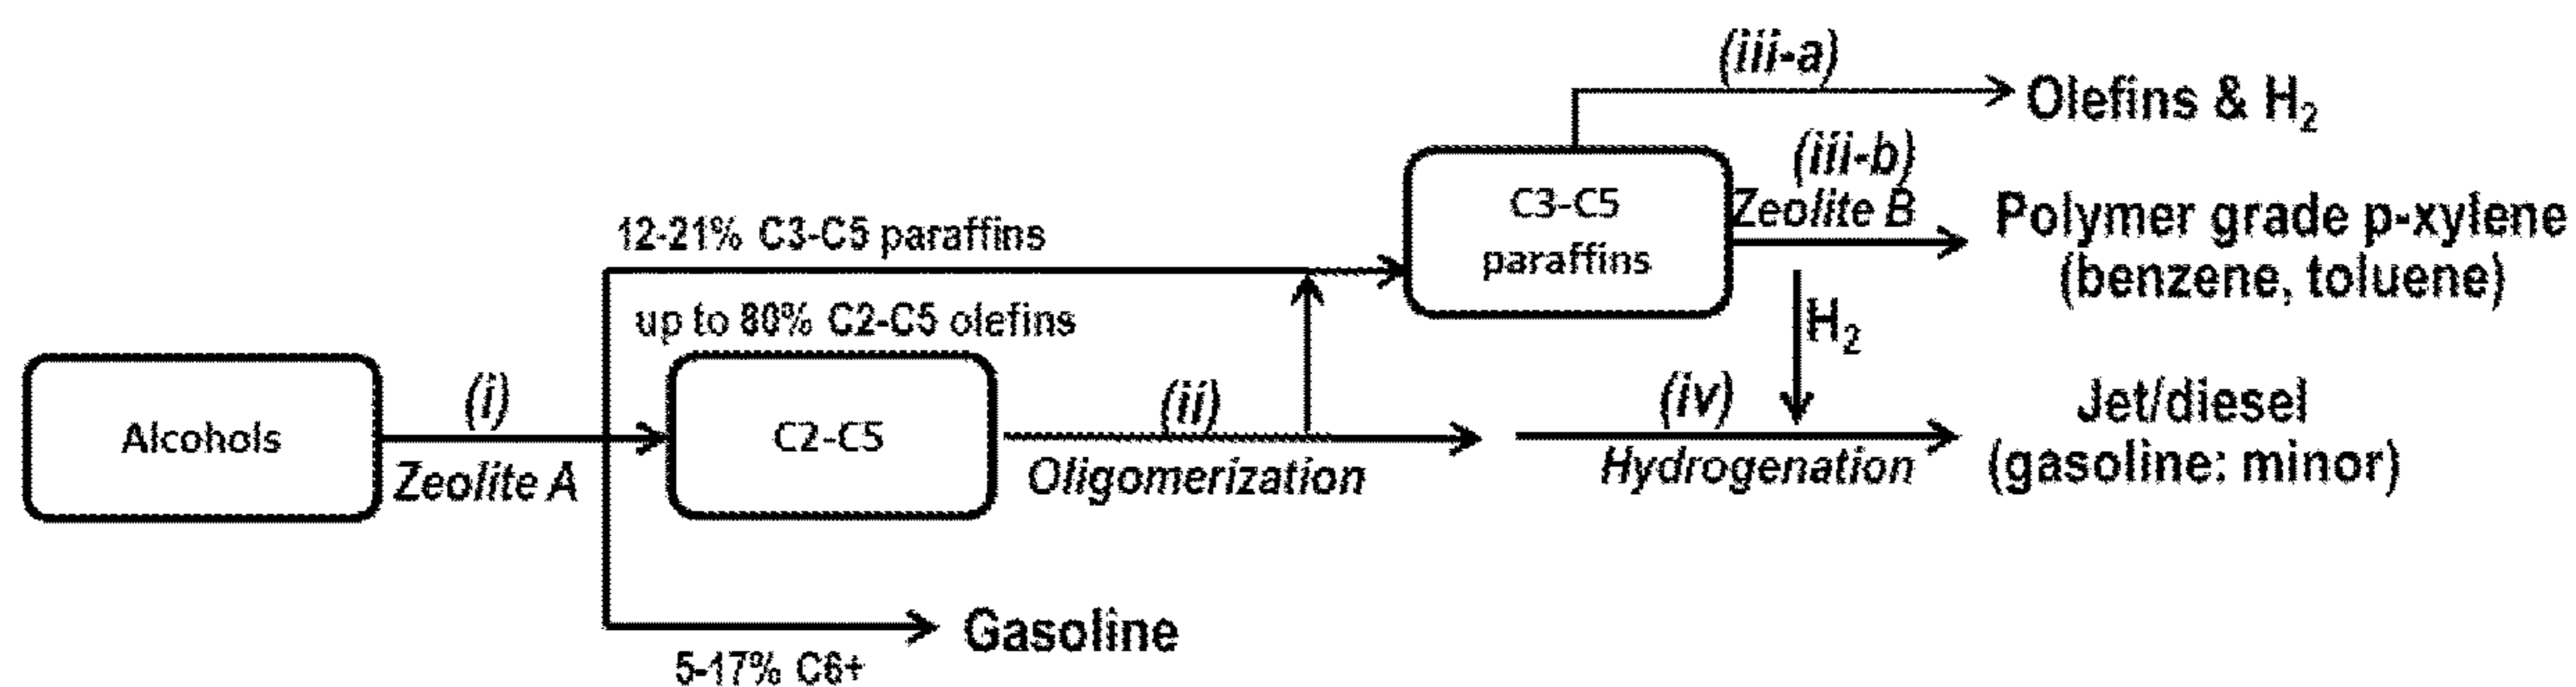 (iii-a)
Olefins & H₂
(iii-b)
C3-C5
paraffins
Zeolite B
Polymer grade p-xylene
(benzene, toluene)
12-21% C3-C5 paraffins
up to 80% C2-C5 olefins
H₂
Alcohols
(i)
Zeolite A
C2-C5
(ii)
Oligomerization
(iv)
Hydrogenation
Jet/diesel
(gasoline: minor)
Gasoline
5-17% C6+